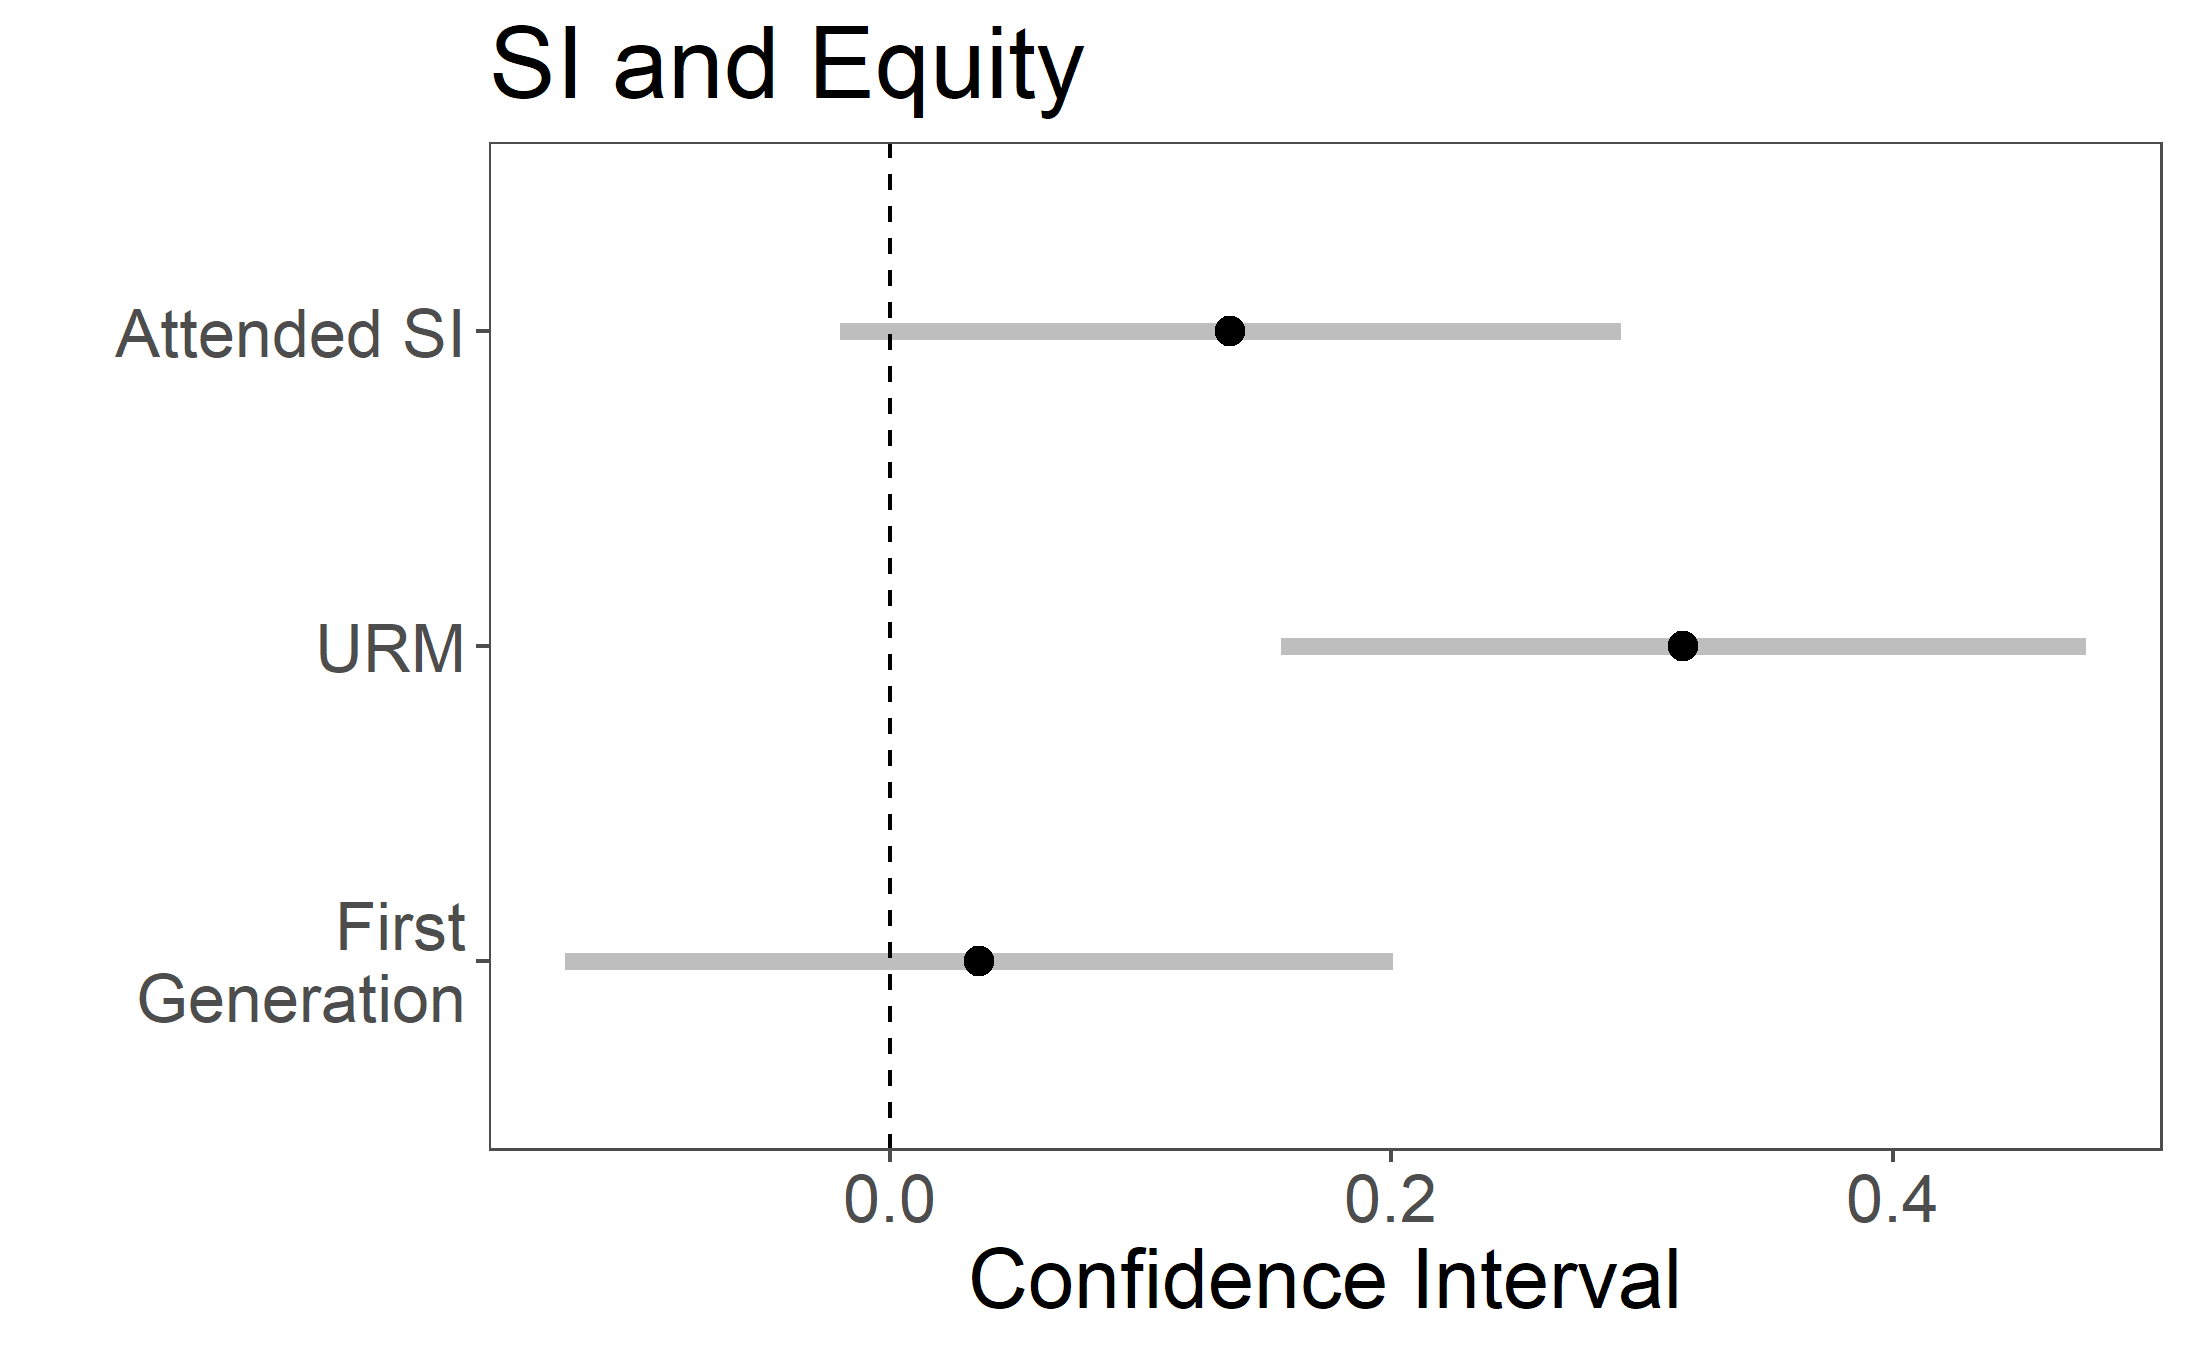 SI and Equity
Attended SI
URM
First
Generation
0.0 0.2 0.4
Confidence Interval